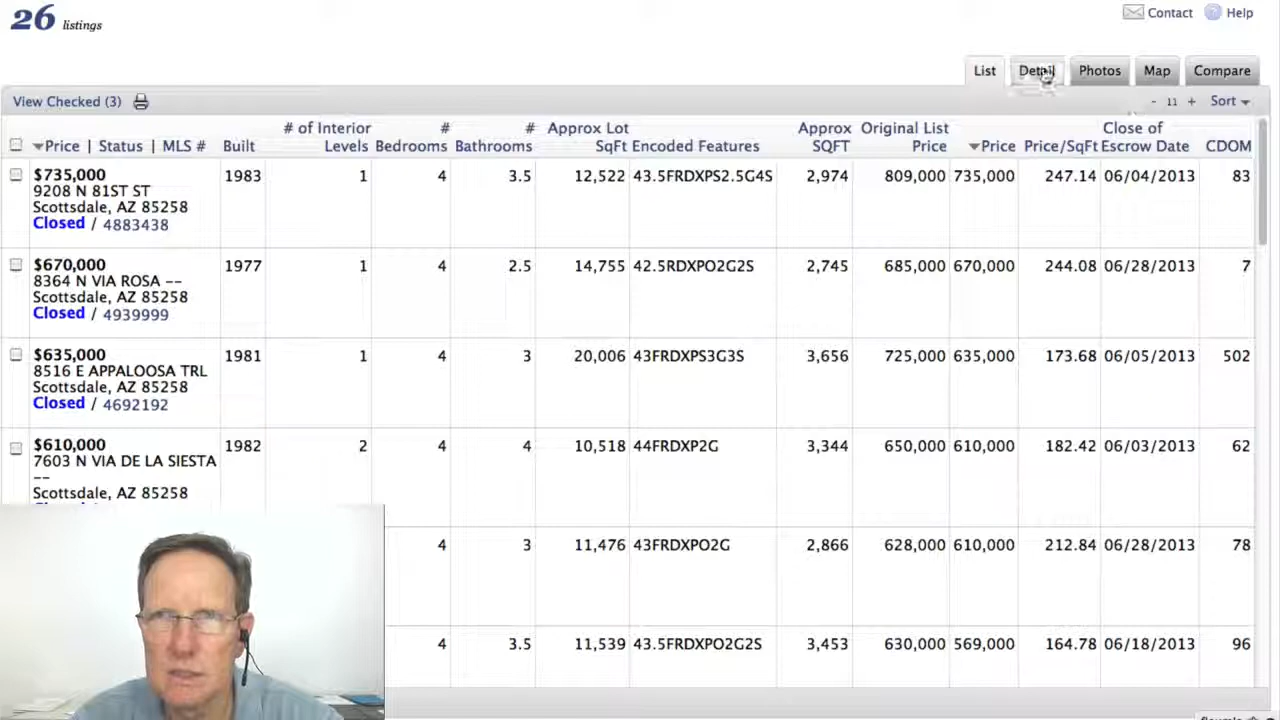 26 listings
Contact Help
List Detail Photos Map Compare
View Checked (3) - 11 + Sort
# of Interior # # Approx Lot Approx Original List Close of
Price | Status | MLS # Built Levels Bedrooms Bathrooms SqFt Encoded Features SQFT Price Price Price/SqFt Escrow Date CDOM
$735,000 1983 1 4 3.5 12,522 43.5FRDXPS2.5G4S 2,974 809,000 735,000 247.14 06/04/2013 83
9208 N 81ST ST
Scottsdale, AZ 85258
Closed / 4883438
$670,000 1977 1 4 2.5 14,755 42.5RDXPO2G2S 2,745 685,000 670,000 244.08 06/28/2013 7
8364 N VIA ROSA --
Scottsdale, AZ 85258
Closed / 4939999
$635,000 1981 1 4 3 20,006 43FRDXPS3G3S 3,656 725,000 635,000 173.68 06/05/2013 502
8516 E APPALOOSA TRL
Scottsdale, AZ 85258
Closed / 4692192
$610,000 1982 2 4 4 10,518 44FRDXP2G 3,344 650,000 610,000 182.42 06/03/2013 62
7603 N VIA DE LA SIESTA
--
Scottsdale, AZ 85258
4 3 11,476 43FRDXPO2G 2,866 628,000 610,000 212.84 06/28/2013 78
4 3.5 11,539 43.5FRDXPO2G2S 3,453 630,000 569,000 164.78 06/18/2013 96